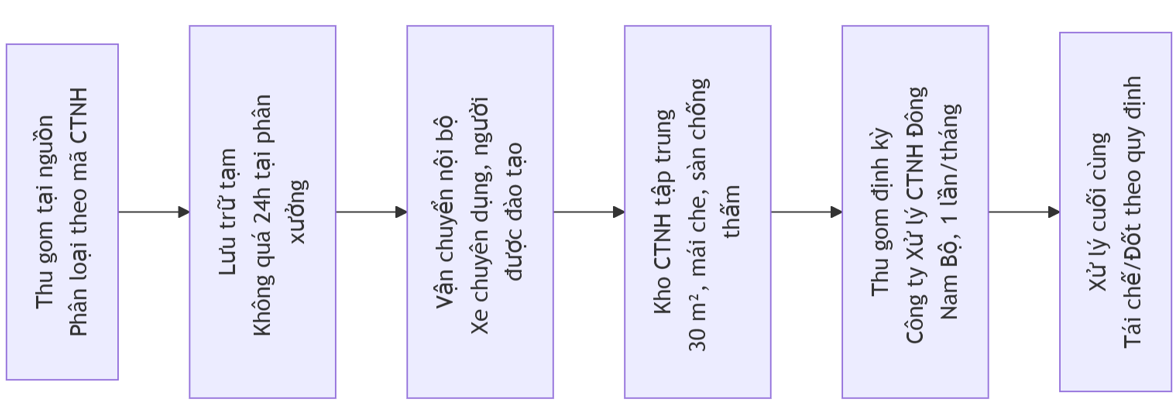 Thu gom tại nguồn
Phân loại theo mã CTNH
Lưu trữ tạm
Không quá 24h tại phân
xưởng
Vận chuyển nội bộ
Xe chuyên dụng, người
được đào tạo
Kho CTNH tập trung
30 m², mái che, sàn chống
thấm
Thu gom định kỳ
Công ty Xử lý CTNH Đông
Nam Bộ, 1 lần/tháng
Xử lý cuối cùng
Tái chế/Đốt theo quy định